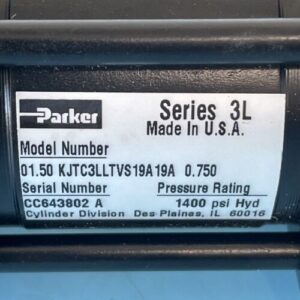 Parker
Series 3L
Made In U.S.A.
Model Number
01.50 KJTC3LLTVS19A19A 0.750
Serial Number Pressure Rating
CC643802 A 1400 psi Hyd
Cylinder Division Des Plaines, IL 60016